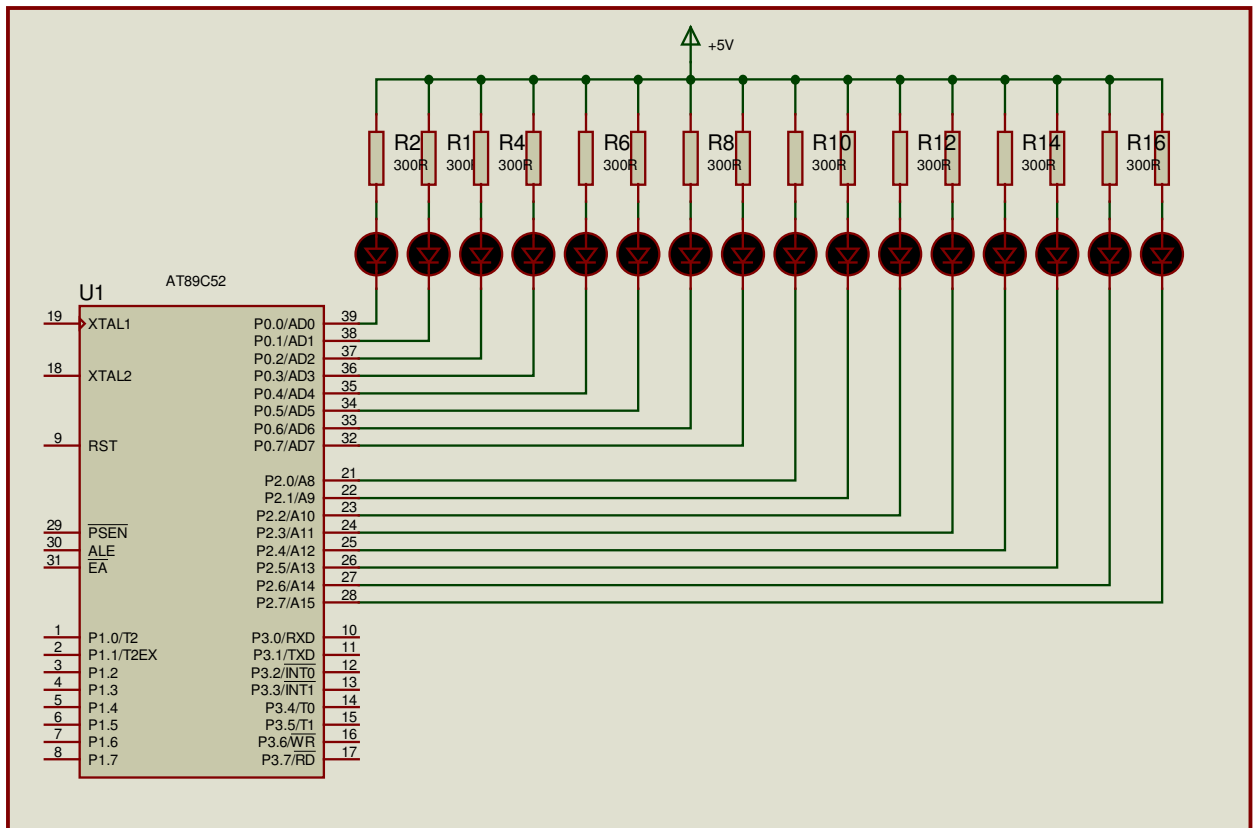 +5V
R2 R1 R4 R6 R8 R10 R12 R14 R16
300R 300R 300R 300R 300R 300R 300R 300R
U1
AT89C52
19 XTAL1 P0.0/AD0 39
P0.1/AD1 38
P0.2/AD2 37
18 XTAL2 P0.3/AD3 36
P0.4/AD4 35
P0.5/AD5 34
P0.6/AD6 33
9 RST P0.7/AD7 32
P2.0/A8 21
P2.1/A9 22
P2.2/A10 23
29 PSEN P2.3/A11 24
30 ALE P2.4/A12 25
31 EA P2.5/A13 26
P2.6/A14 27
P2.7/A15 28
1 P1.0/T2 P3.0/RXD 10
2 P1.1/T2EX P3.1/TXD 11
3 P1.2 P3.2/INT0 12
4 P1.3 P3.3/INT1 13
5 P1.4 P3.4/T0 14
6 P1.5 P3.5/T1 15
7 P1.6 P3.6/WR 16
8 P1.7 P3.7/RD 17